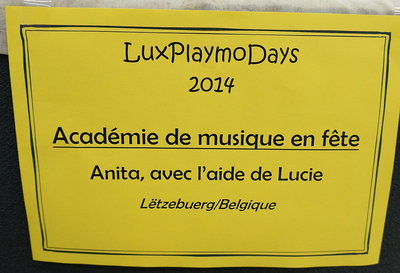 LuxPlaymoDays
2014
Académie de musique en fête
Anita, avec l'aide de Lucie
Lëtzebuerg/Belgique